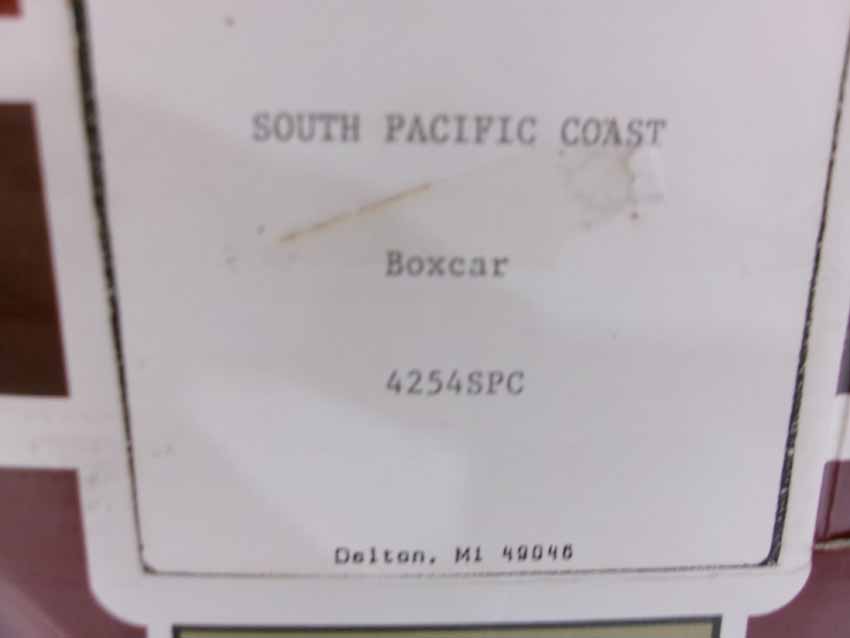 SOUTH PACIFIC COAST
Boxcar
4254SPC
Delton, MI 49046